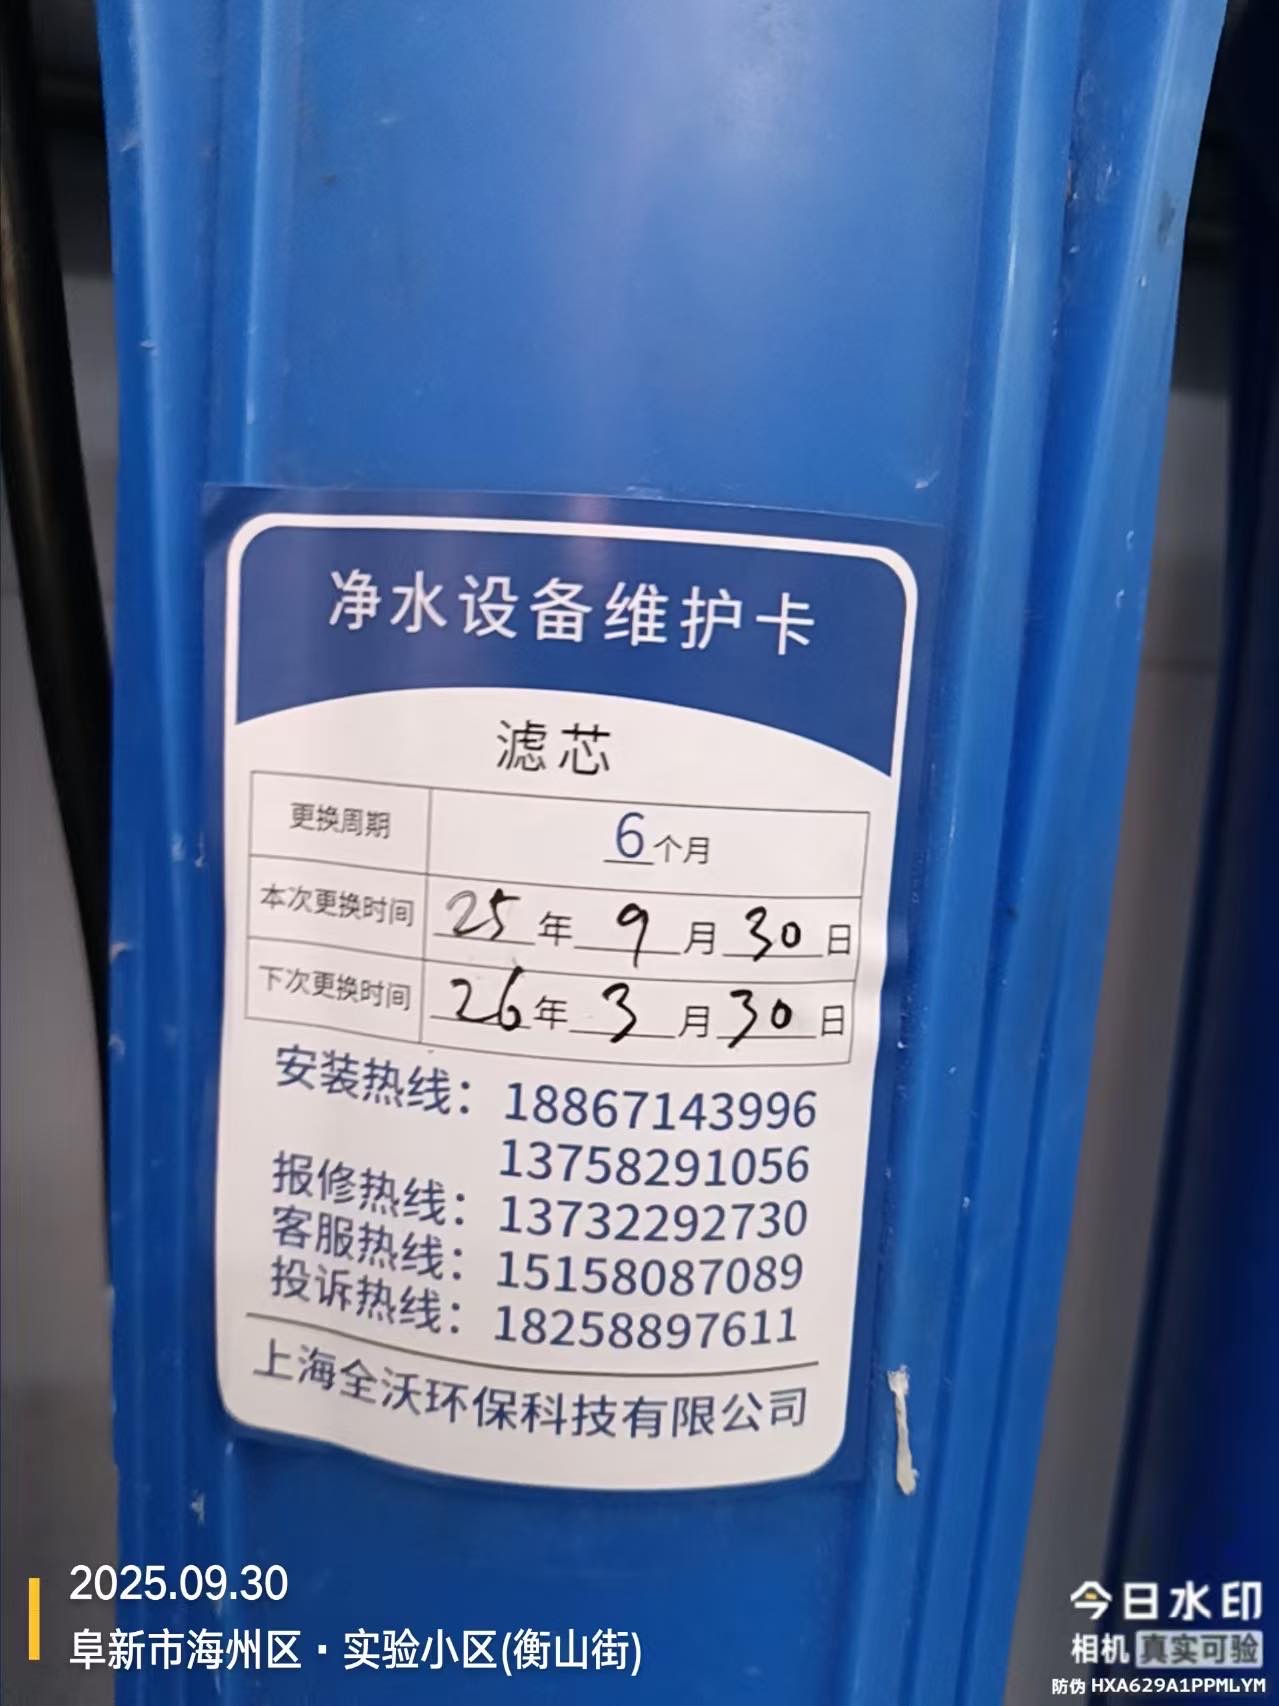 净水设备维护卡
滤芯
更换周期 6个月
本次更换时间 25年9月30日
下次更换时间 26年3月30日
安装热线：18867143996
13758291056
报修热线：13732292730
客服热线：15158087089
投诉热线：18258897611
上海全沃环保科技有限公司
2025.09.30
阜新市海州区·实验小区(衡山街)
今日水印
相机 真实可验
防伪 HXA629A1PPMLYM